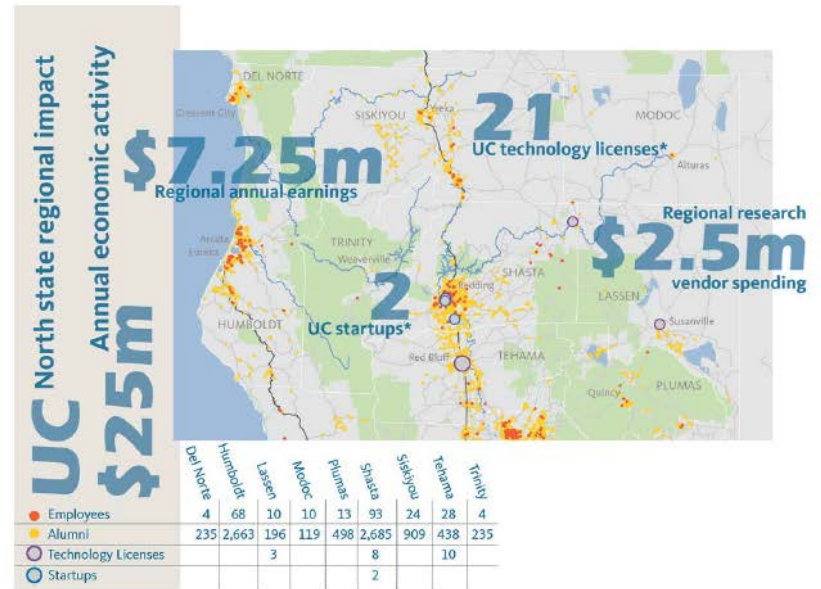 UC North state regional impact
$25m Annual economic activity
DEL NORTE
Crescent City
SISKIYOU
Yreka
21
UC technology licenses*
MODOC
Alturas
$7.25m
Regional annual earnings
Regional research
$2.5m
vendor spending
Arcata
Eureka
TRINITY
Weaverville
2
UC startups*
Redding
SHASTA
LASSEN
Susanville
HUMBOLDT
Red Bluff
TEHAMA
Quincy
PLUMAS
Del Norte Humboldt Lassen Modoc Plumas Shasta Siskiyou Tehama Trinity
Employees 4 68 10 10 13 93 24 28 4
Alumni 235 2,663 196 119 498 2,685 909 438 235
Technology Licenses 3 8 10
Startups 2